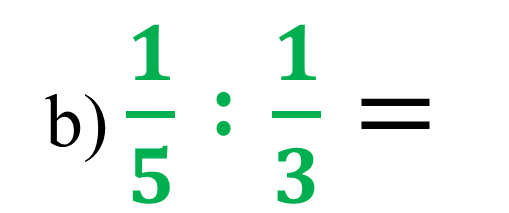 b) 1/5 : 1/3 =